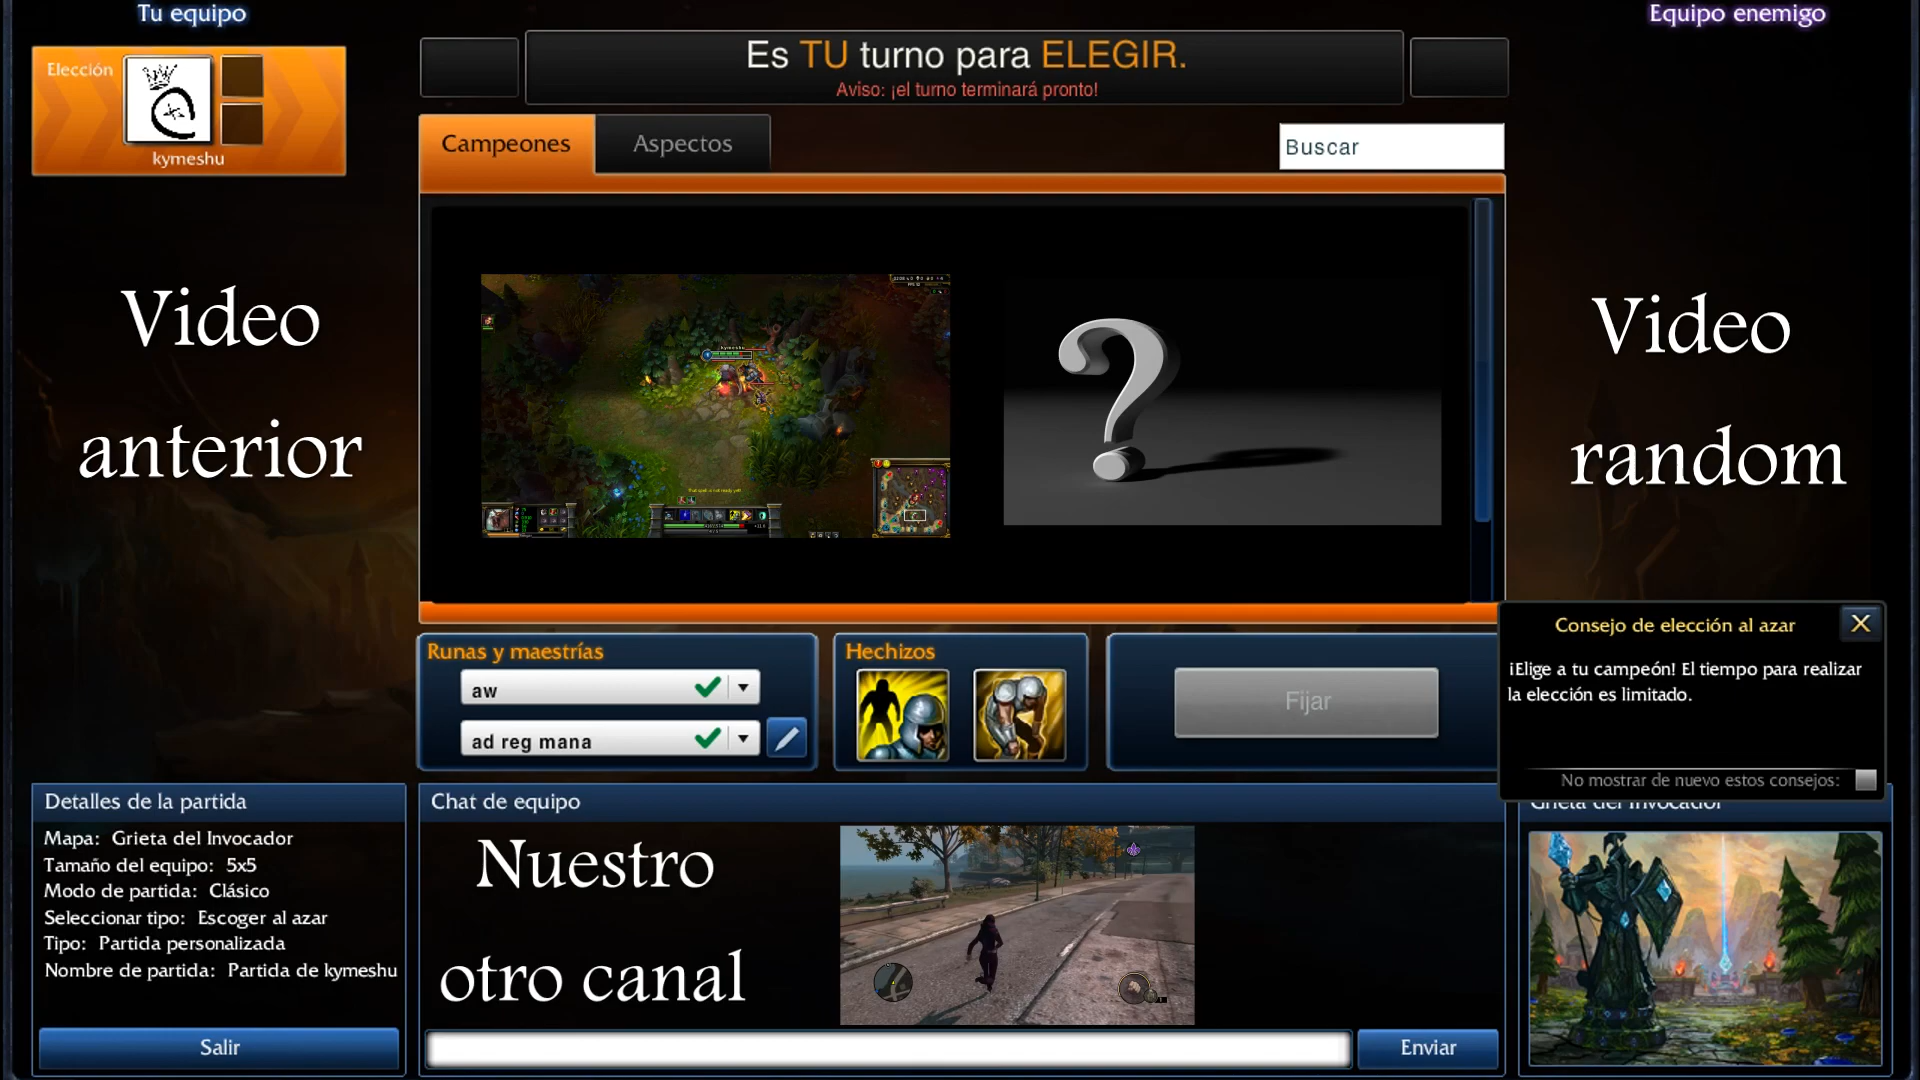 Tu equipo
Equipo enemigo
Elección
kymeshu
Es TU turno para ELEGIR.
Aviso: ¡el turno terminará pronto!
Campeones
Aspectos
Buscar
Video
anterior
Video
random
kymeshu
Runas y maestrías
aw
ad reg mana
Hechizos
Fijar
Consejo de elección al azar
X
¡Elige a tu campeón! El tiempo para realizar
la elección es limitado.
No mostrar de nuevo estos consejos:
Detalles de la partida
Mapa: Grieta del Invocador
Tamaño del equipo: 5x5
Modo de partida: Clásico
Seleccionar tipo: Escoger al azar
Tipo: Partida personalizada
Nombre de partida: Partida de kymeshu
Salir
Chat de equipo
Nuestro
otro canal
Enviar
Grieta del Invocador